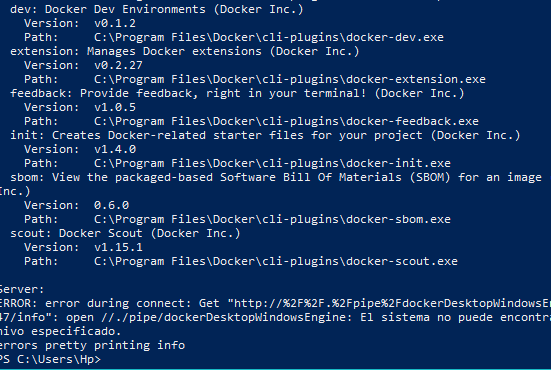 dev: Docker Dev Environments (Docker Inc.)
Version: v0.1.2
Path: C:\Program Files\Docker\cli-plugins\docker-dev.exe
extension: Manages Docker extensions (Docker Inc.)
Version: v0.2.27
Path: C:\Program Files\Docker\cli-plugins\docker-extension.exe
feedback: Provide feedback, right in your terminal! (Docker Inc.)
Version: v1.0.5
Path: C:\Program Files\Docker\cli-plugins\docker-feedback.exe
init: Creates Docker-related starter files for your project (Docker Inc.)
Version: v1.4.0
Path: C:\Program Files\Docker\cli-plugins\docker-init.exe
sbom: View the packaged-based Software Bill Of Materials (SBOM) for an image
Inc.)
Version: 0.6.0
Path: C:\Program Files\Docker\cli-plugins\docker-sbom.exe
scout: Docker Scout (Docker Inc.)
Version: v1.15.1
Path: C:\Program Files\Docker\cli-plugins\docker-scout.exe
Server:
ERROR: error during connect: Get "http://%2F%2F.%2Fpipe%2FdockerDesktopWindowsEn
47/info": open //./pipe/dockerDesktopWindowsEngine: El sistema no puede encontra
hivo especificado.
errors pretty printing info
PS C:\Users\Hp>